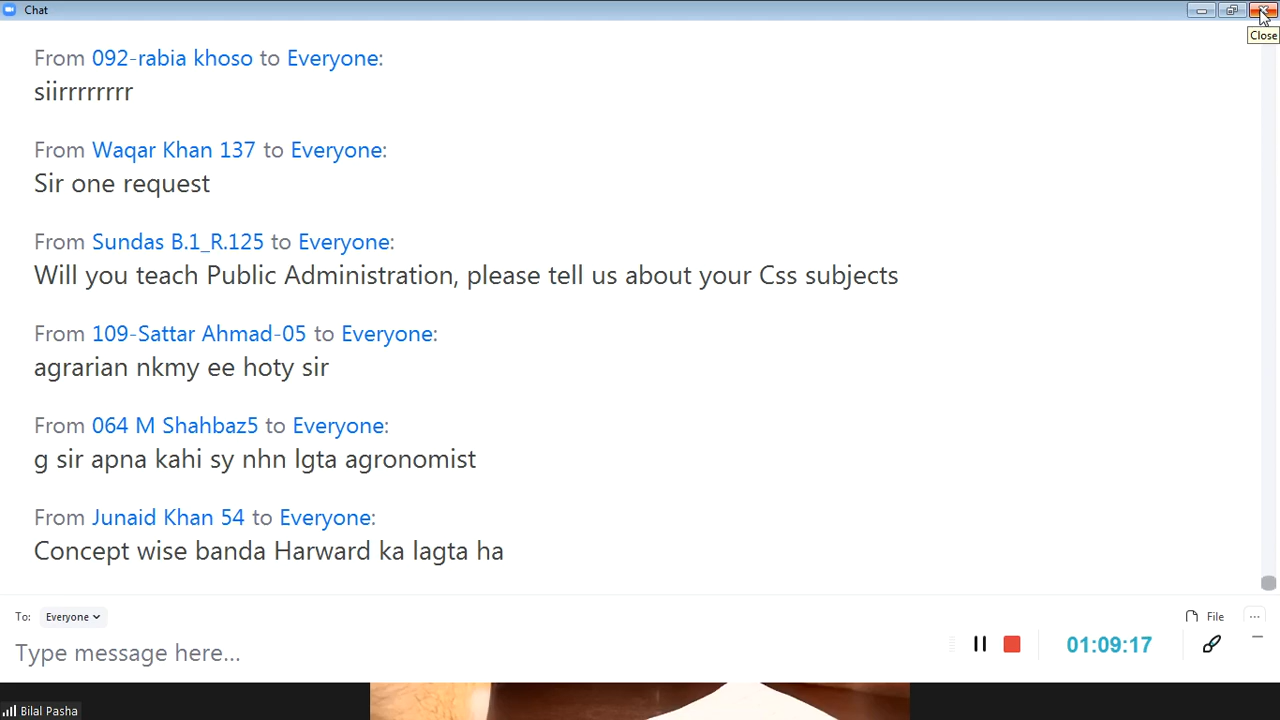 Chat
Close
From 092-rabia khoso to Everyone:
siirrrrrrrr
From Waqar Khan 137 to Everyone:
Sir one request
From Sundas B.1_R.125 to Everyone:
Will you teach Public Administration, please tell us about your Css subjects
From 109-Sattar Ahmad-05 to Everyone:
agrarian nkmy ee hoty sir
From 064 M Shahbaz5 to Everyone:
g sir apna kahi sy nhn lgta agronomist
From Junaid Khan 54 to Everyone:
Concept wise banda Harward ka lagta ha
To: Everyone
File
Type message here...
01:09:17
Bilal Pasha